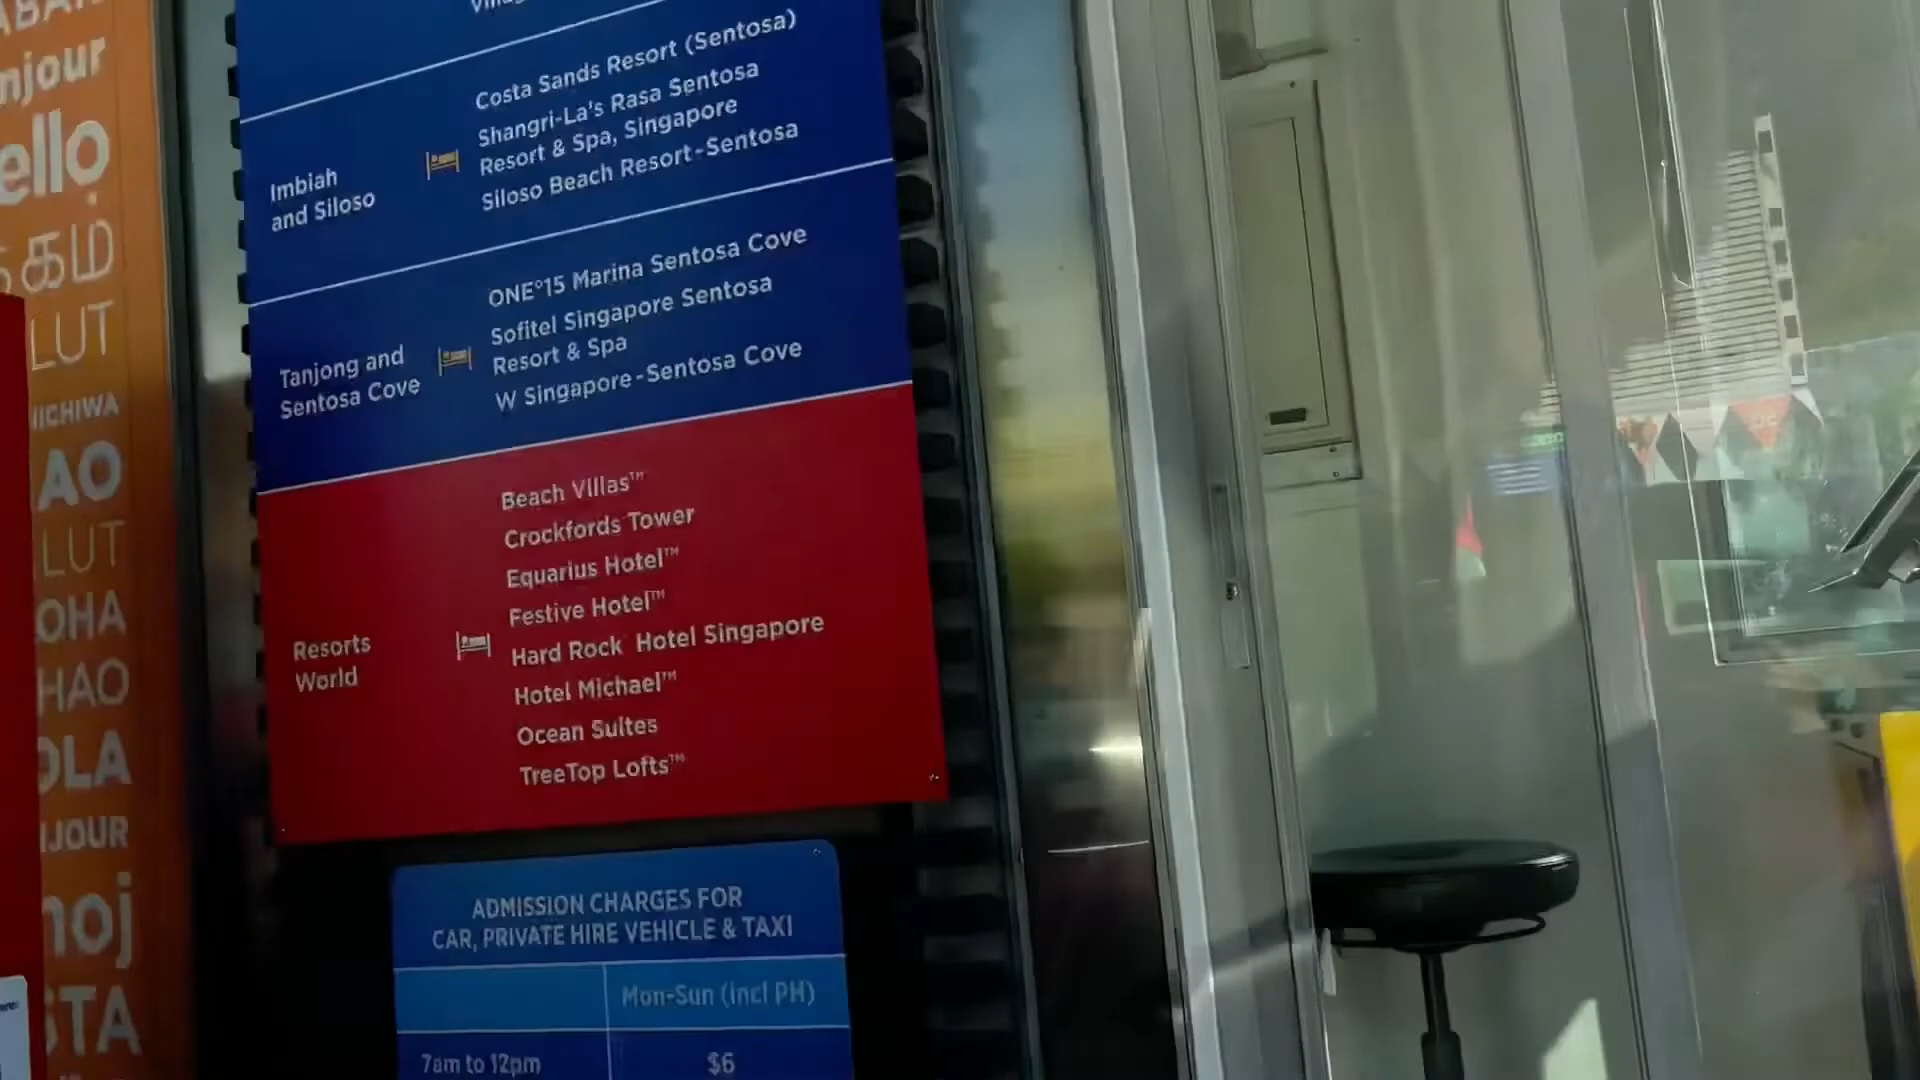 njour
ello
கம்
LUT
IICHIWA
AO
LUT
OHA
HAO
OLA
IJOUR
noj
STA
Costa Sands Resort (Sentosa)
Shangri-La's Rasa Sentosa
Resort & Spa, Singapore
Siloso Beach Resort-Sentosa
Imbiah
and Siloso
ONE°15 Marina Sentosa Cove
Sofitel Singapore Sentosa
Resort & Spa
W Singapore-Sentosa Cove
Tanjong and
Sentosa Cove
Beach Villas™
Crockfords Tower
Equarius Hotel™
Festive Hotel™
Hard Rock Hotel Singapore
Hotel Michael™
Ocean Suites
TreeTop Lofts™
Resorts
World
ADMISSION CHARGES FOR
CAR, PRIVATE HIRE VEHICLE & TAXI
Mon-Sun (incl PH)
7am to 12pm $6